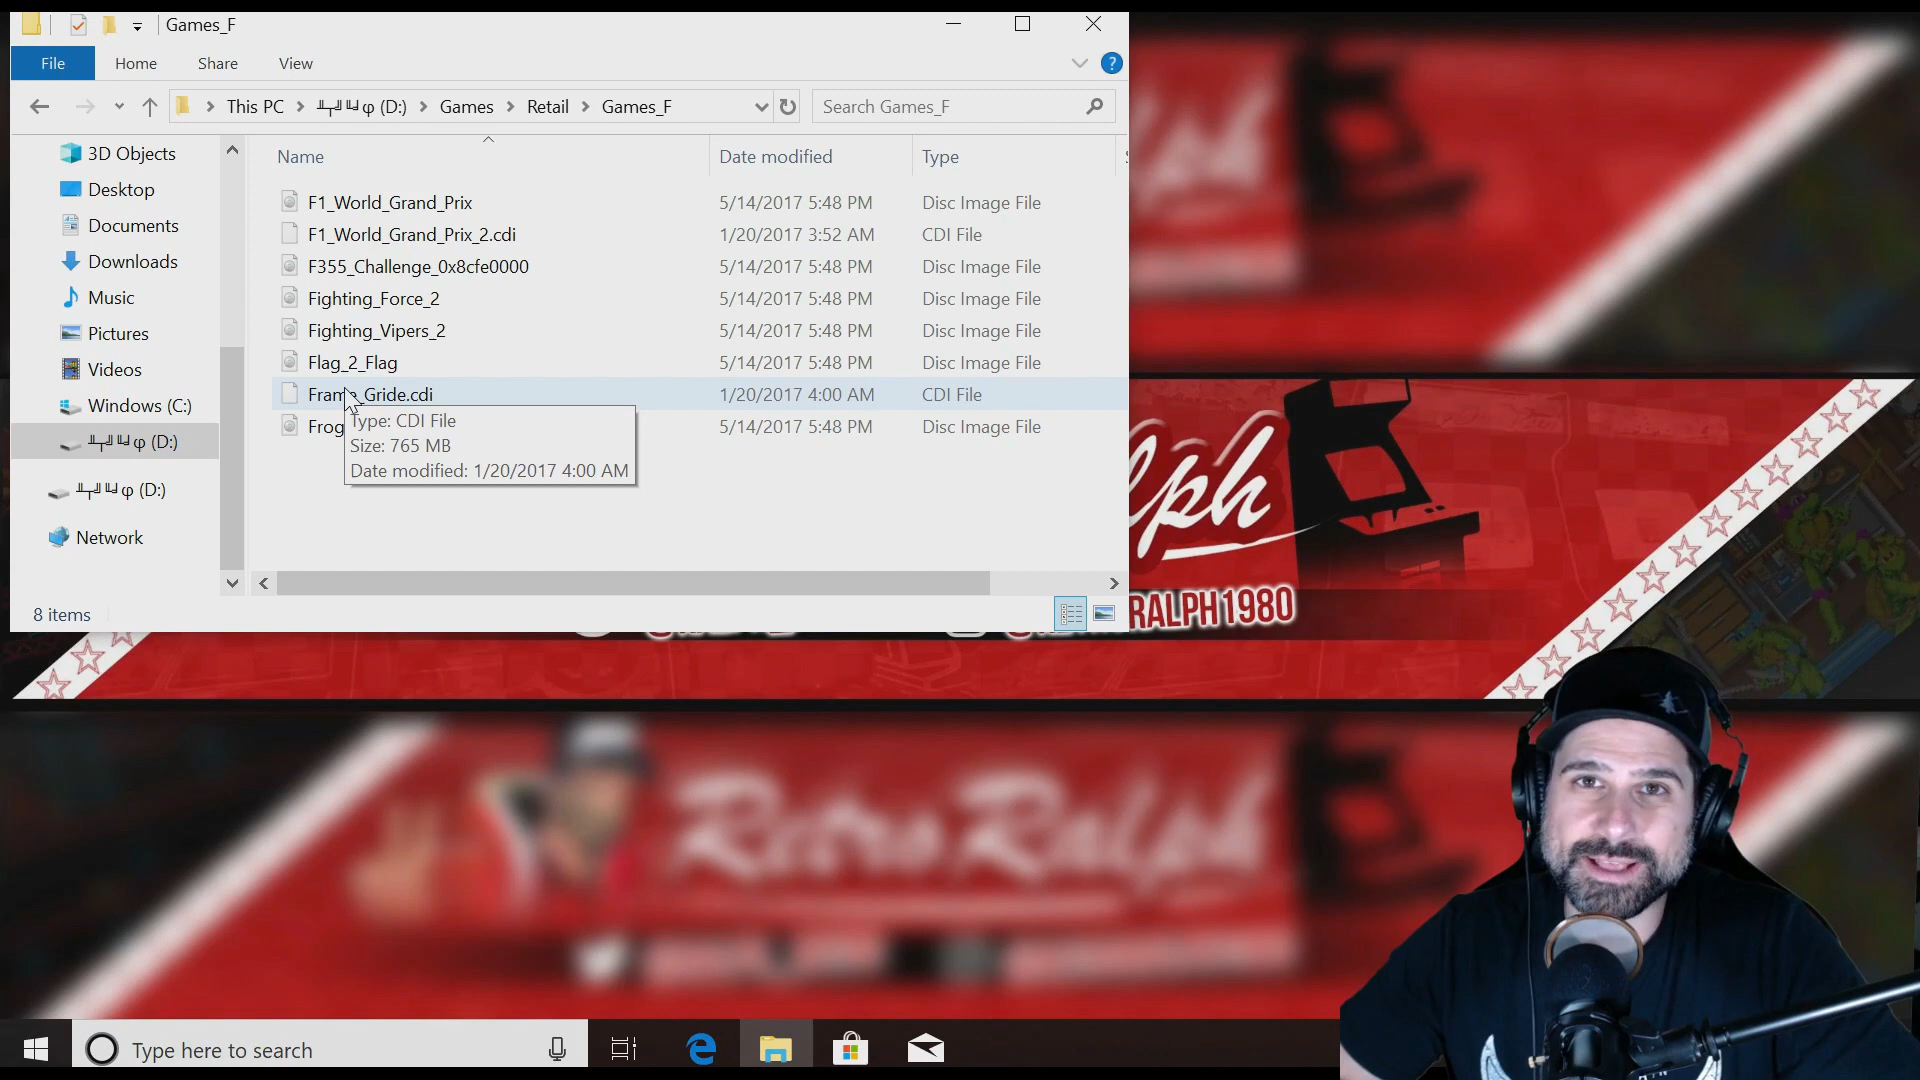 Games_F
File Home Share View
This PC > ╨┬╜╙╛φ (D:) > Games > Retail > Games_F
Search Games_F
3D Objects
Desktop
Documents
Downloads
Music
Pictures
Videos
Windows (C:)
╨┬╜╙╛φ (D:)
╨┬╜╙╛φ (D:)
Network
Name Date modified Type
F1_World_Grand_Prix 5/14/2017 5:48 PM Disc Image File
F1_World_Grand_Prix_2.cdi 1/20/2017 3:52 AM CDI File
F355_Challenge_0x8cfe0000 5/14/2017 5:48 PM Disc Image File
Fighting_Force_2 5/14/2017 5:48 PM Disc Image File
Fighting_Vipers_2 5/14/2017 5:48 PM Disc Image File
Flag_2_Flag 5/14/2017 5:48 PM Disc Image File
Frame_Gride.cdi 1/20/2017 4:00 AM CDI File
Frog 5/14/2017 5:48 PM Disc Image File
Type: CDI File
Size: 765 MB
Date modified: 1/20/2017 4:00 AM
8 items
lph
RALPH1980
Retro Ralph
Type here to search